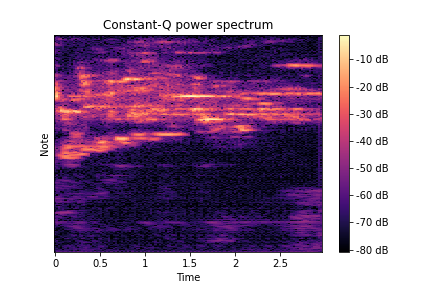 Constant-Q power spectrum
Note
-10 dB
-20 dB
-30 dB
-40 dB
-50 dB
-60 dB
-70 dB
-80 dB
0 0.5 1 1.5 2 2.5
Time